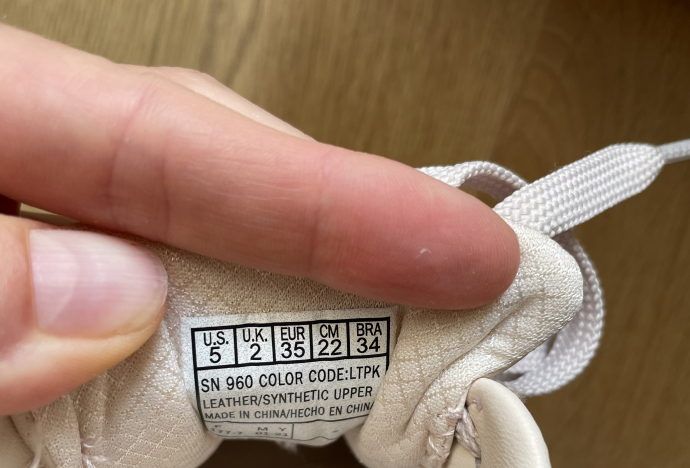 U.S. U.K. EUR CM BRA
5 2 35 22 34
SN 960 COLOR CODE:LTPK
LEATHER/SYNTHETIC UPPER
MADE IN CHINA/HECHO EN CHINA